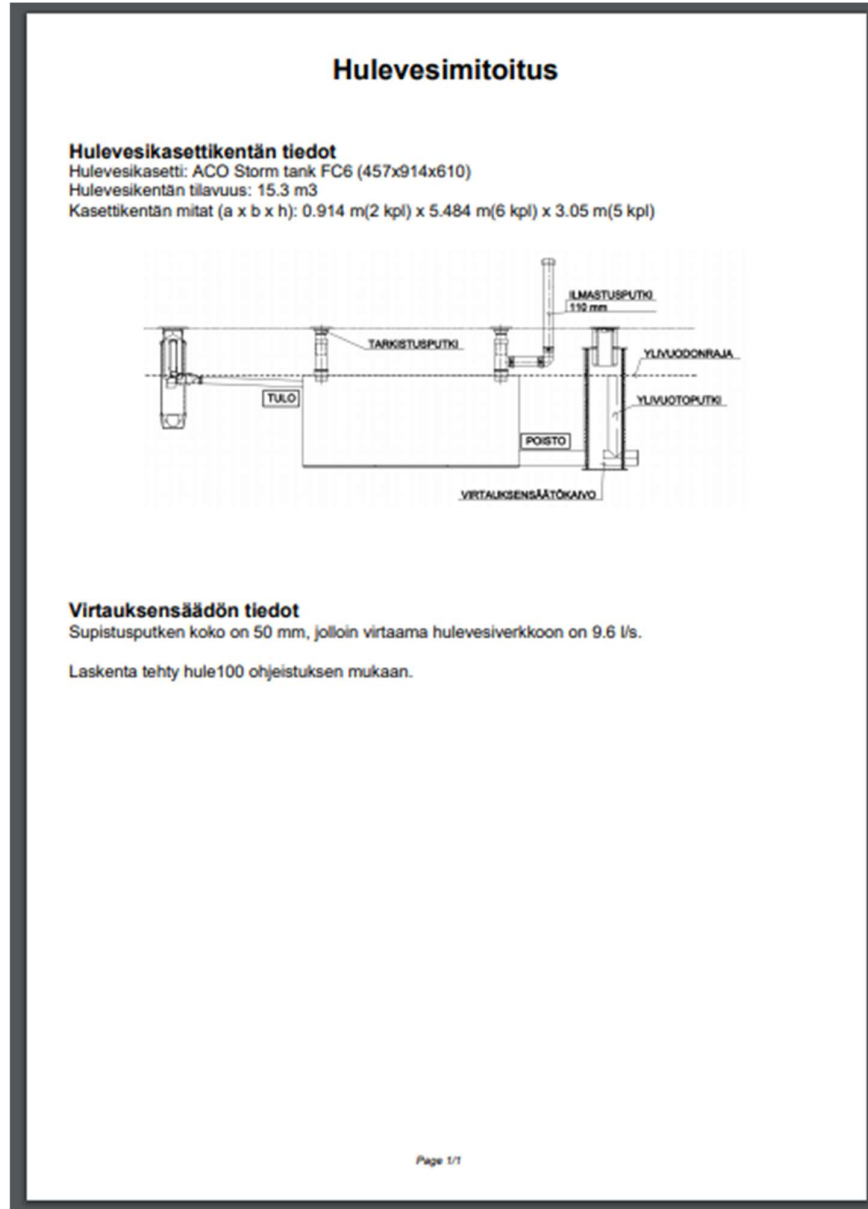 Hulevesimitoitus
Hulevesikasettikentän tiedot
Hulevesikasetti: ACO Storm tank FC6 (457x914x610)
Hulevesikentän tilavuus: 15.3 m3
Kasettikentän mitat (a x b x h): 0.914 m(2 kpl) x 5.484 m(6 kpl) x 3.05 m(5 kpl)
ILMASTUSPUTKI
110 mm
TARKISTUSPUTKI
YLIVUODONRAJA
TULO
YLIVUOTOPUTKI
POISTO
VIRTAUKSENSÄÄTÖKAIVO
Virtauksensäädön tiedot
Supistusputken koko on 50 mm, jolloin virtaama hulevesiverkkoon on 9.6 l/s.
Laskenta tehty hule100 ohjeistuksen mukaan.
Page 1/1